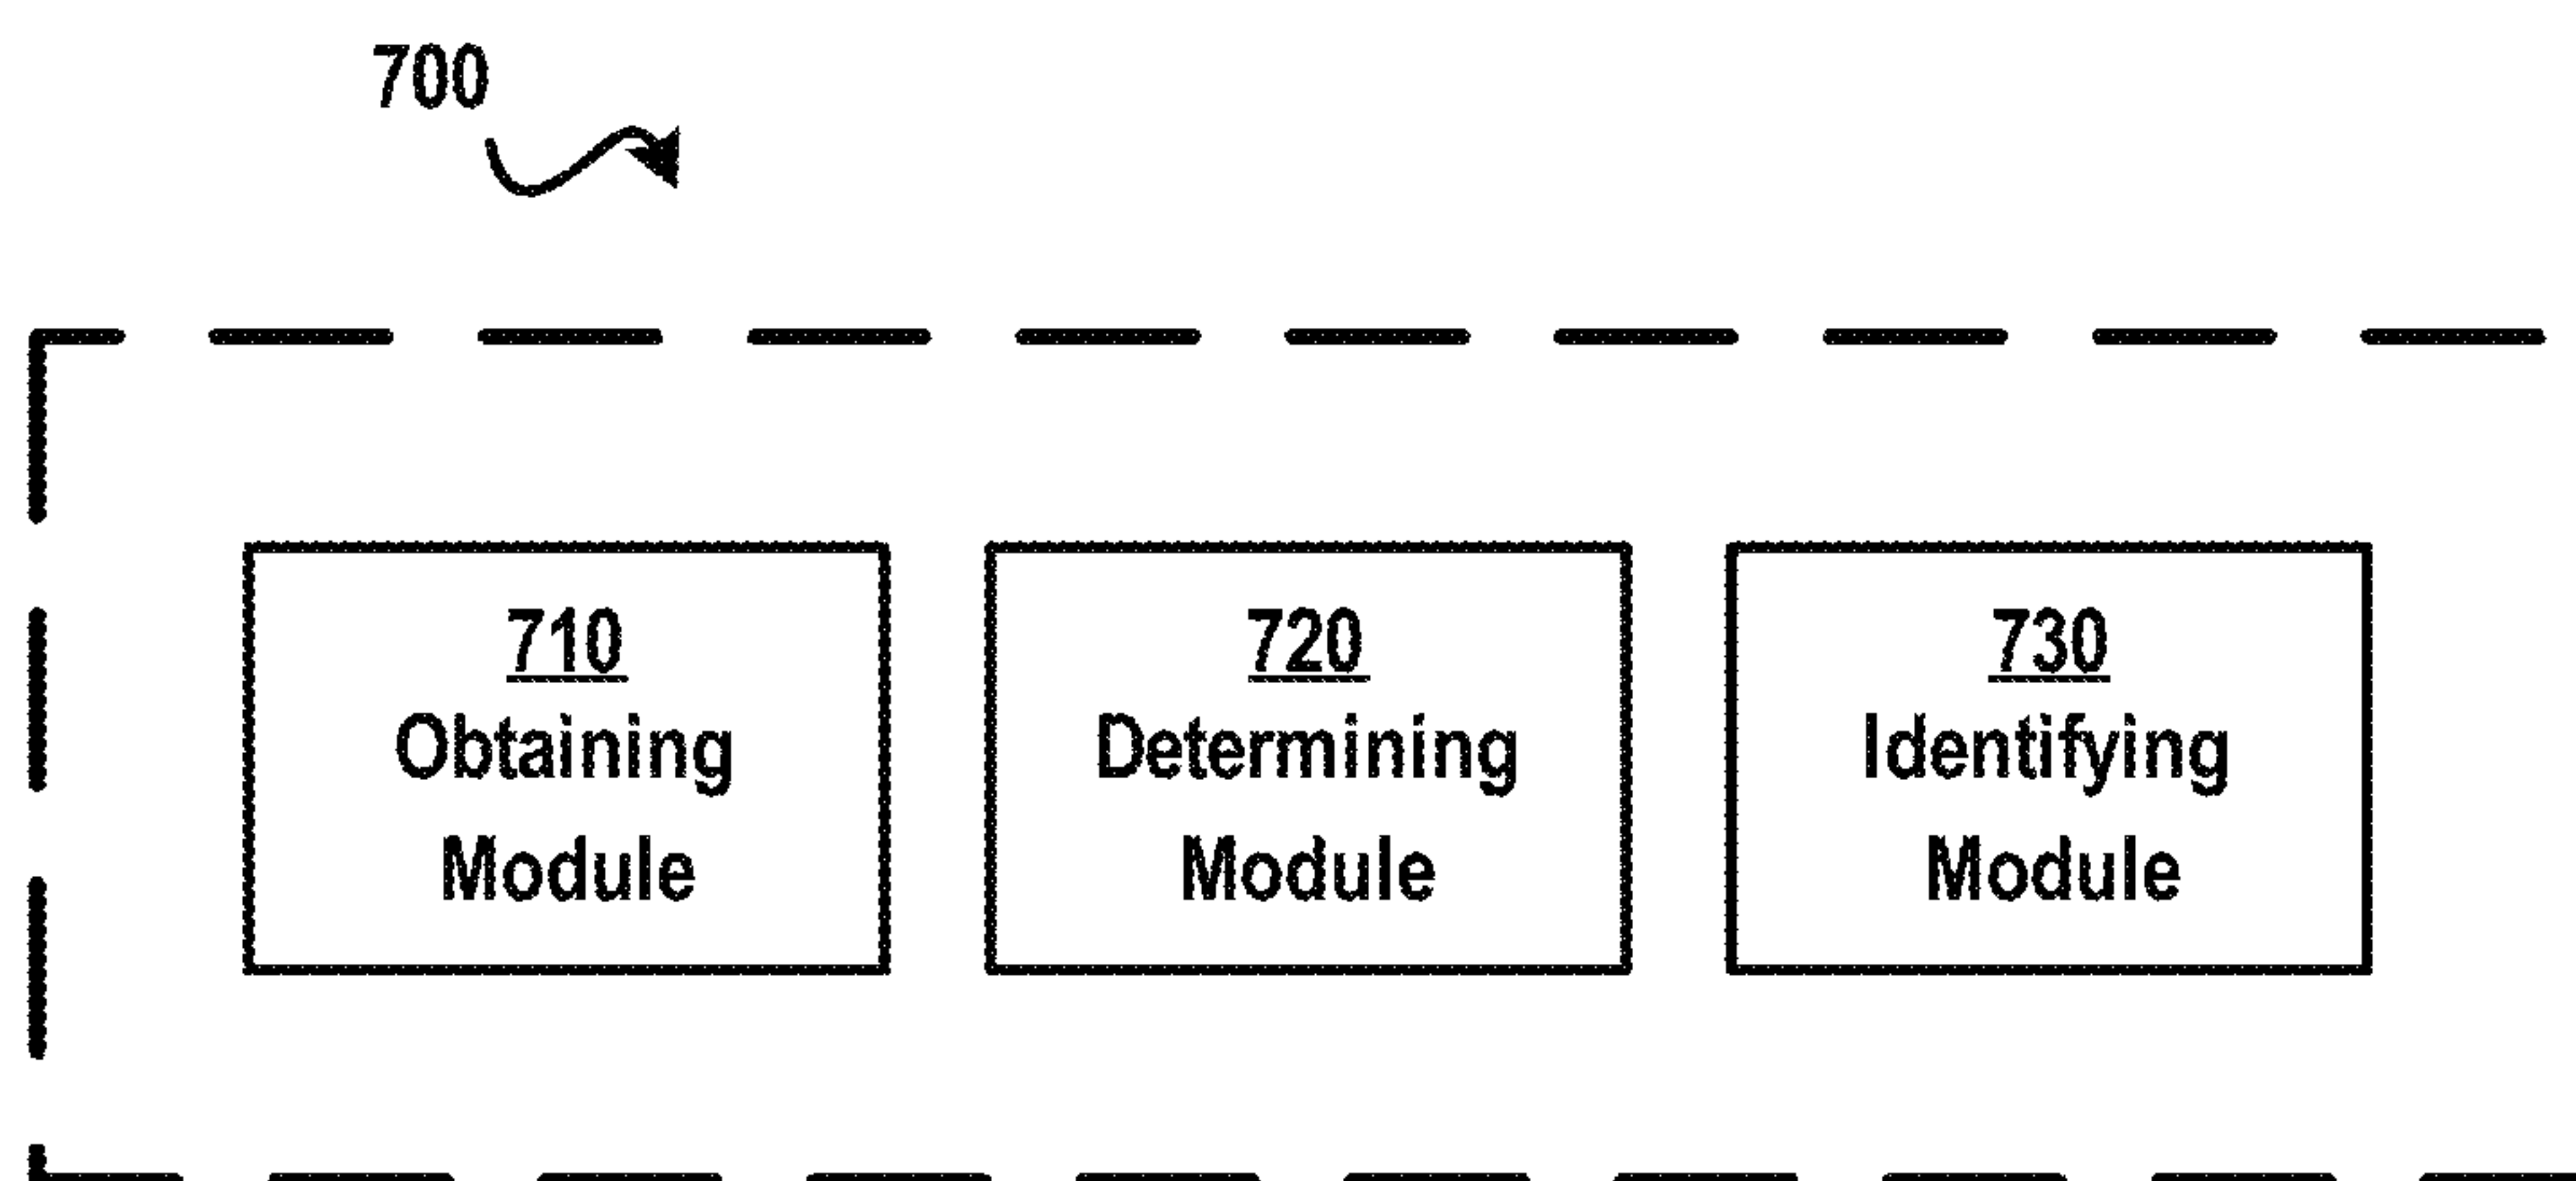 700
710
Obtaining
Module
720
Determining
Module
730
Identifying
Module